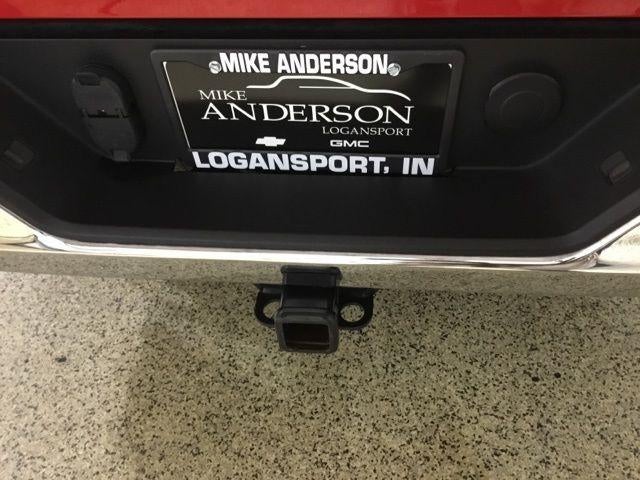 MIKE ANDERSON
MIKE
ANDERSON
LOGANSPORT
GMC
LOGANSPORT, IN